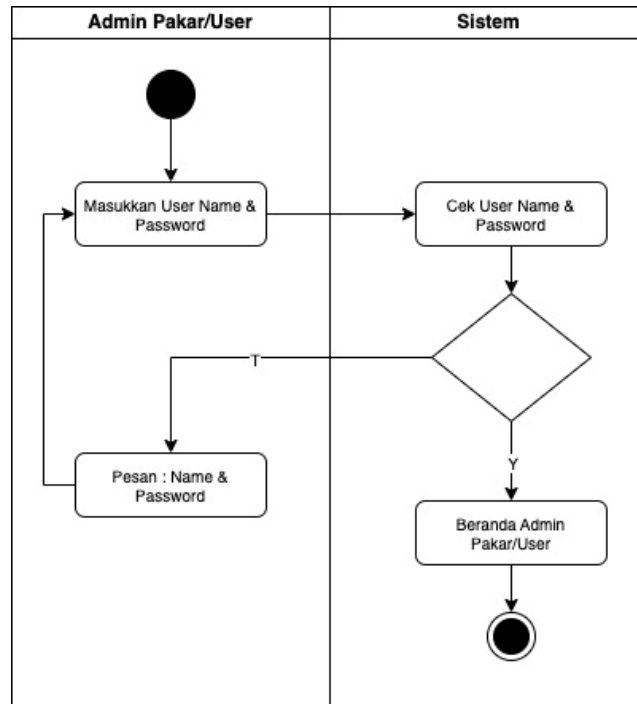 Admin Pakar/User
Sistem
Masukkan User Name &
Password
Cek User Name &
Password
T
Pesan : Name &
Password
Y
Beranda Admin
Pakar/User